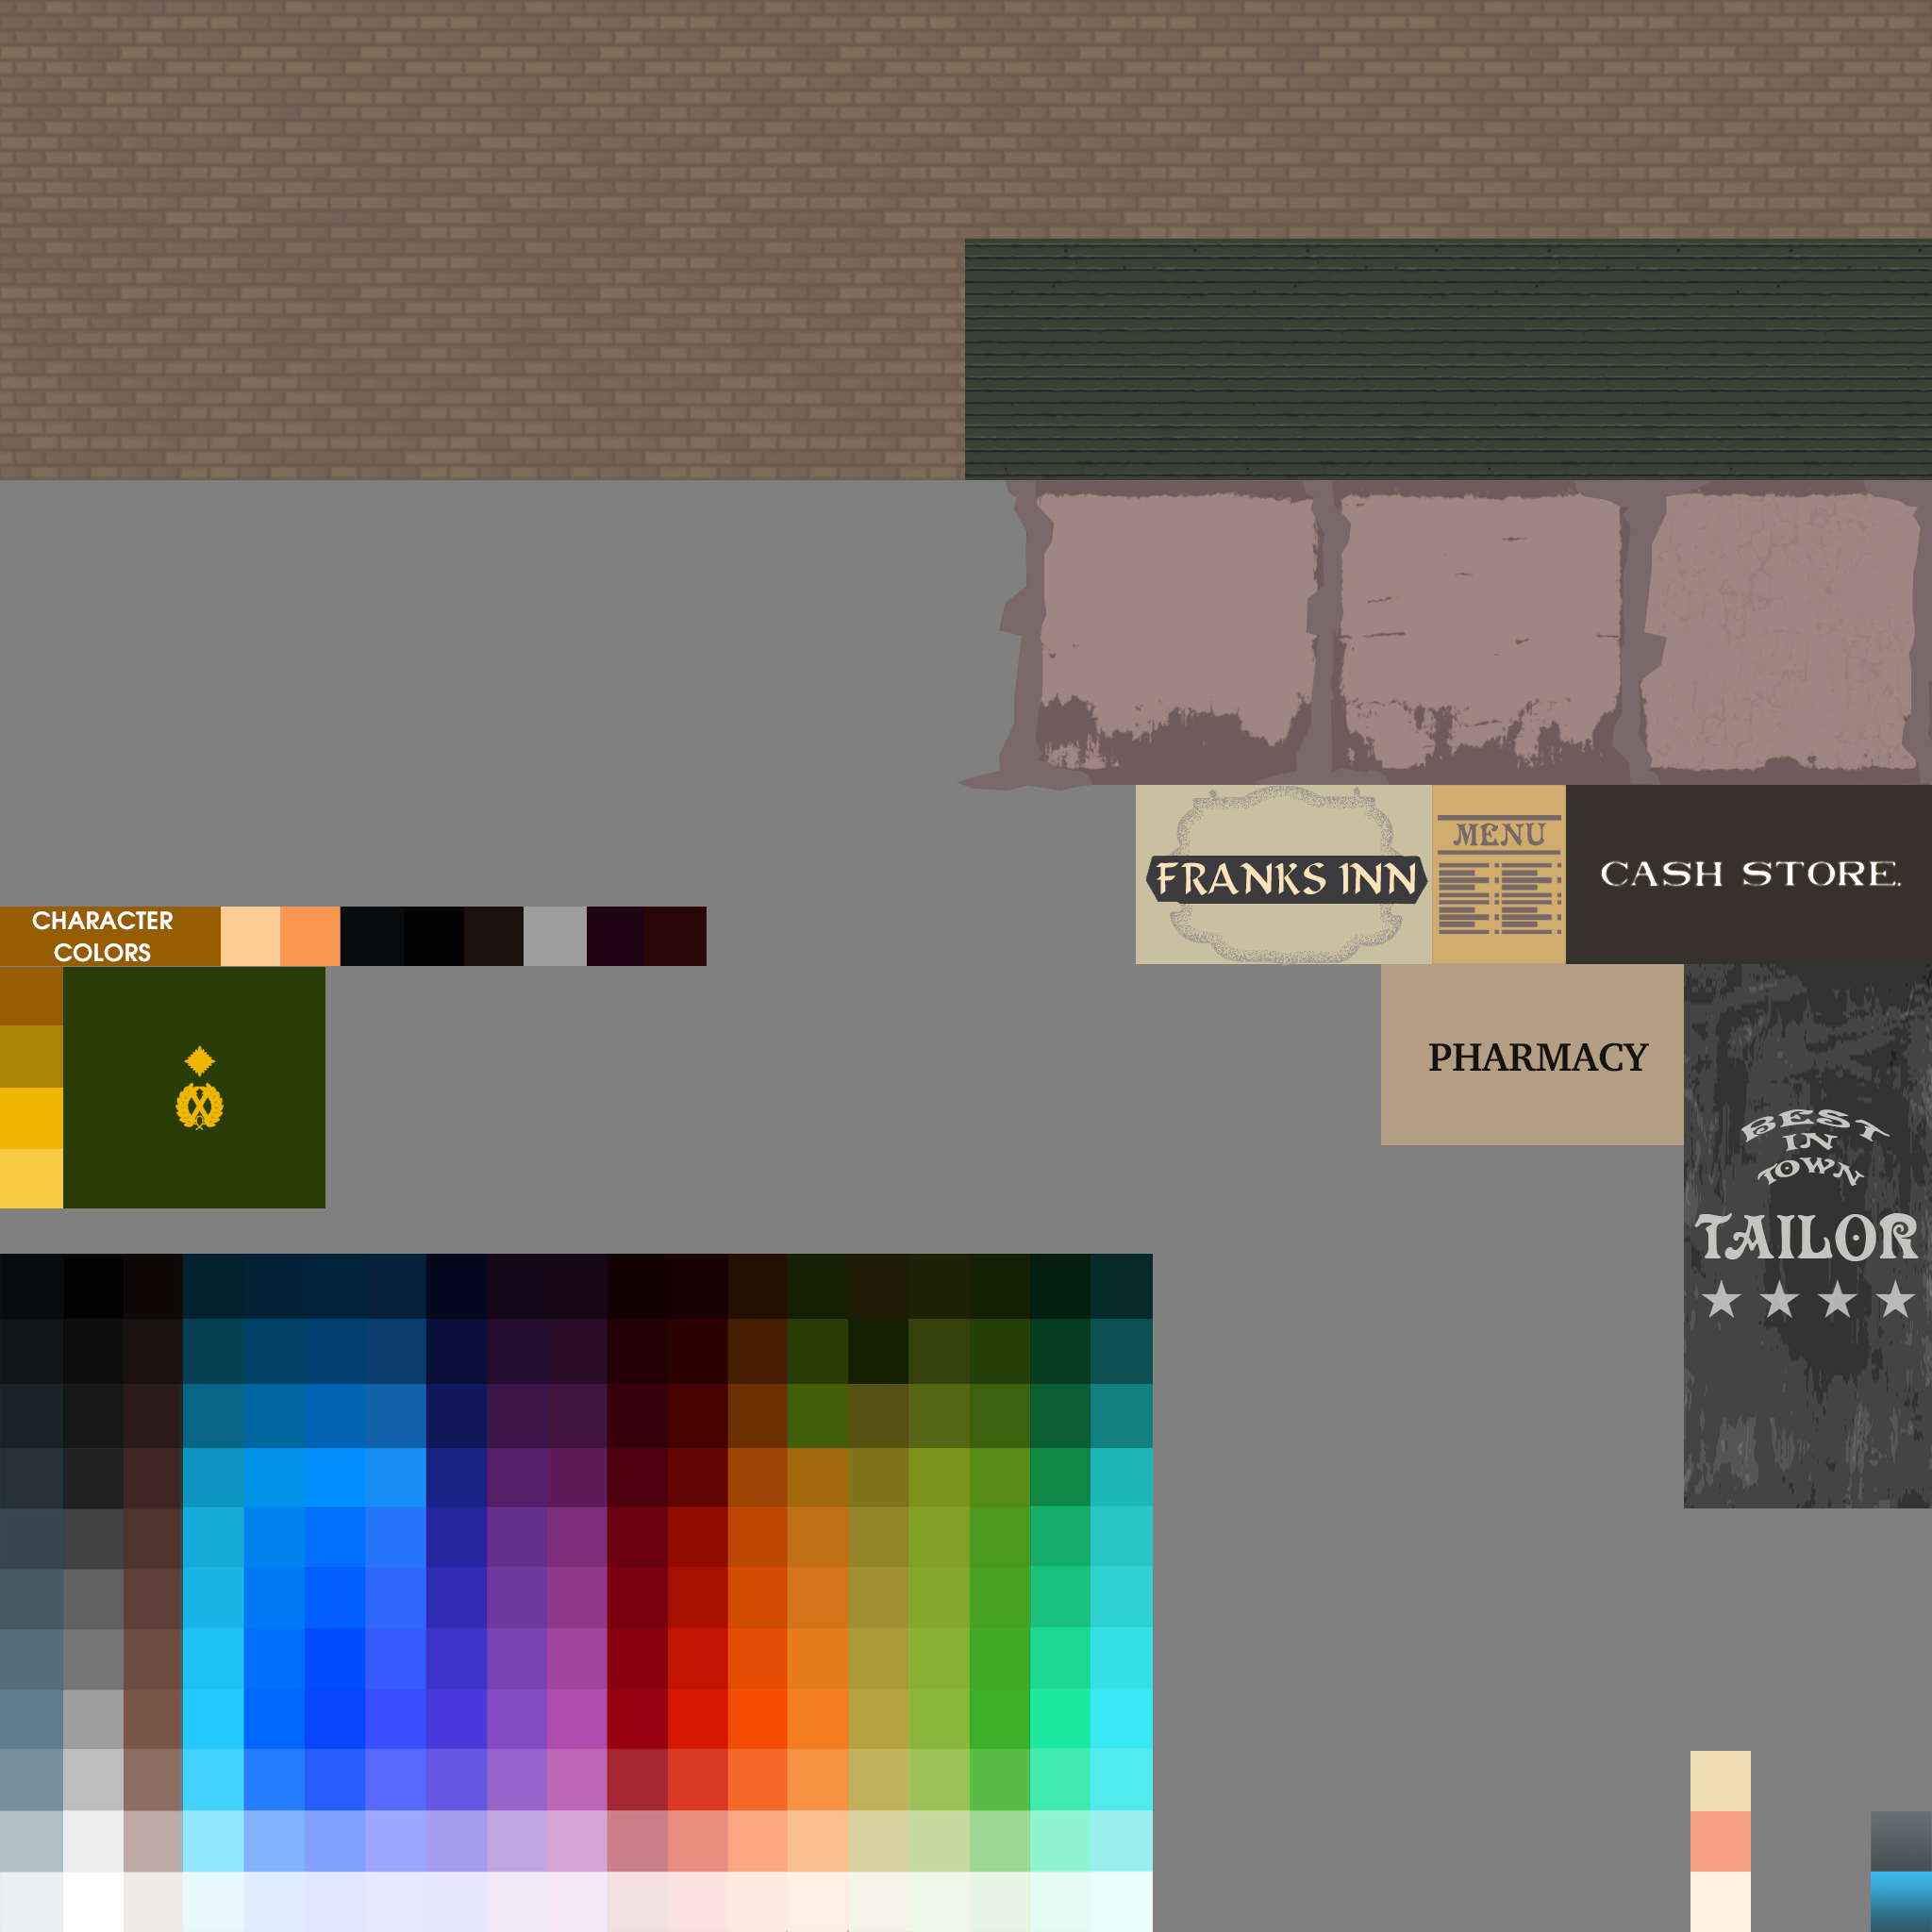 FRANKS INN
MENU
CASH STORE.
CHARACTER
COLORS
PHARMACY
BEST
IN
TOWN
TAILOR